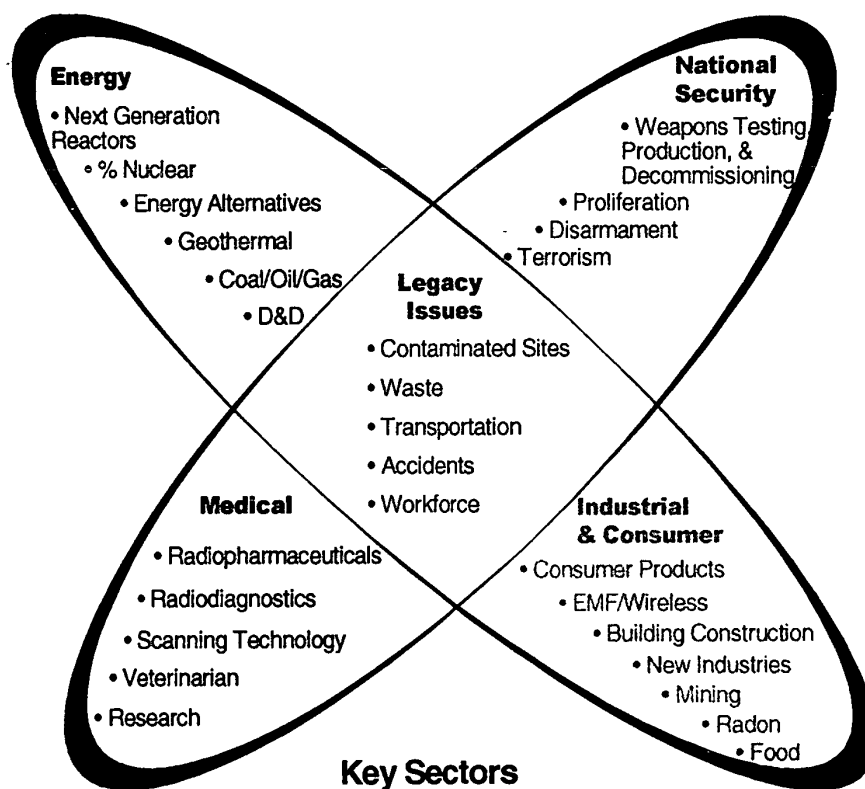 Energy
• Next Generation
Reactors
• % Nuclear
• Energy Alternatives
• Geothermal
• Coal/Oil/Gas
• D&D
National
Security
• Weapons Testing,
Production, &
Decommissioning
• Proliferation
• Disarmament
• Terrorism
Legacy
Issues
• Contaminated Sites
• Waste
• Transportation
• Accidents
• Workforce
Medical
• Radiopharmaceuticals
• Radiodiagnostics
• Scanning Technology
• Veterinarian
• Research
Industrial
& Consumer
• Consumer Products
• EMF/Wireless
• Building Construction
• New Industries
• Mining
• Radon
• Food
Key Sectors